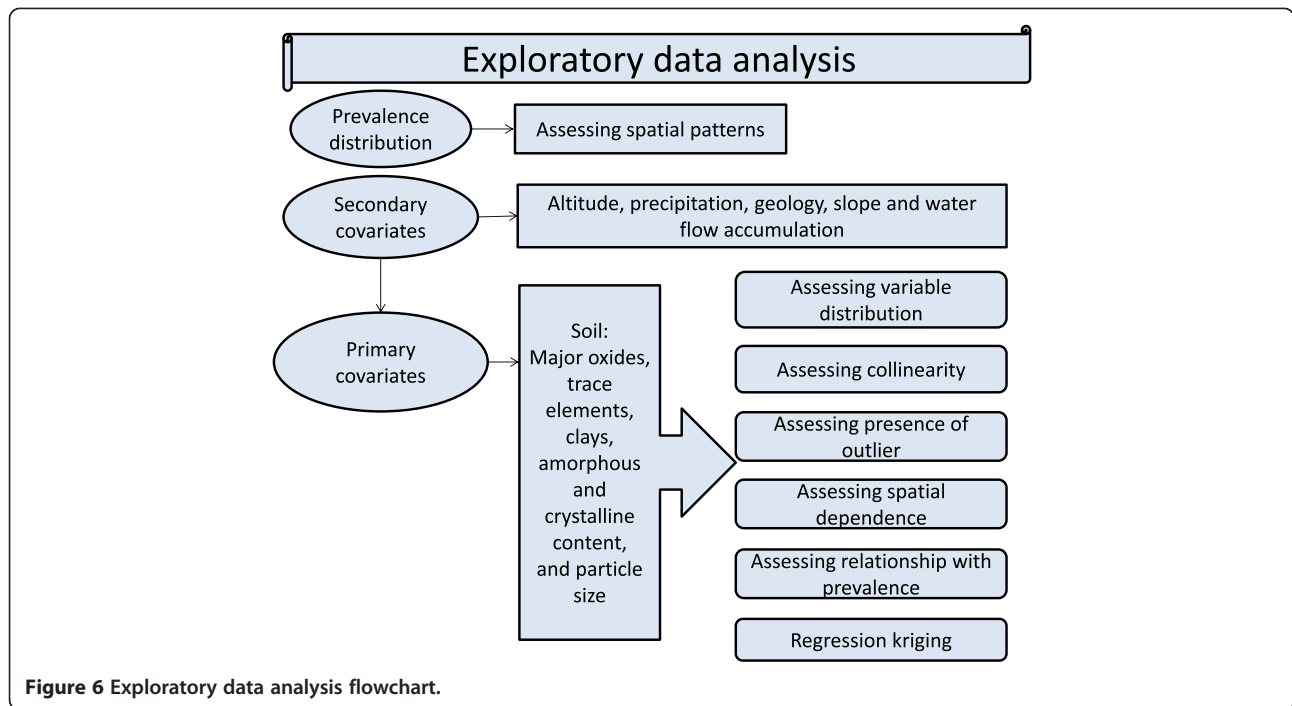 Exploratory data analysis
Prevalence
distribution
Assessing spatial patterns
Secondary
covariates
Altitude, precipitation, geology, slope and water
flow accumulation
Primary
covariates
Soil:
Major oxides,
trace
elements,
clays,
amorphous
and
crystalline
content,
and particle
size
Assessing variable
distribution
Assessing collinearity
Assessing presence of
outlier
Assessing spatial
dependence
Assessing relationship with
prevalence
Regression kriging
Figure 6 Exploratory data analysis flowchart.